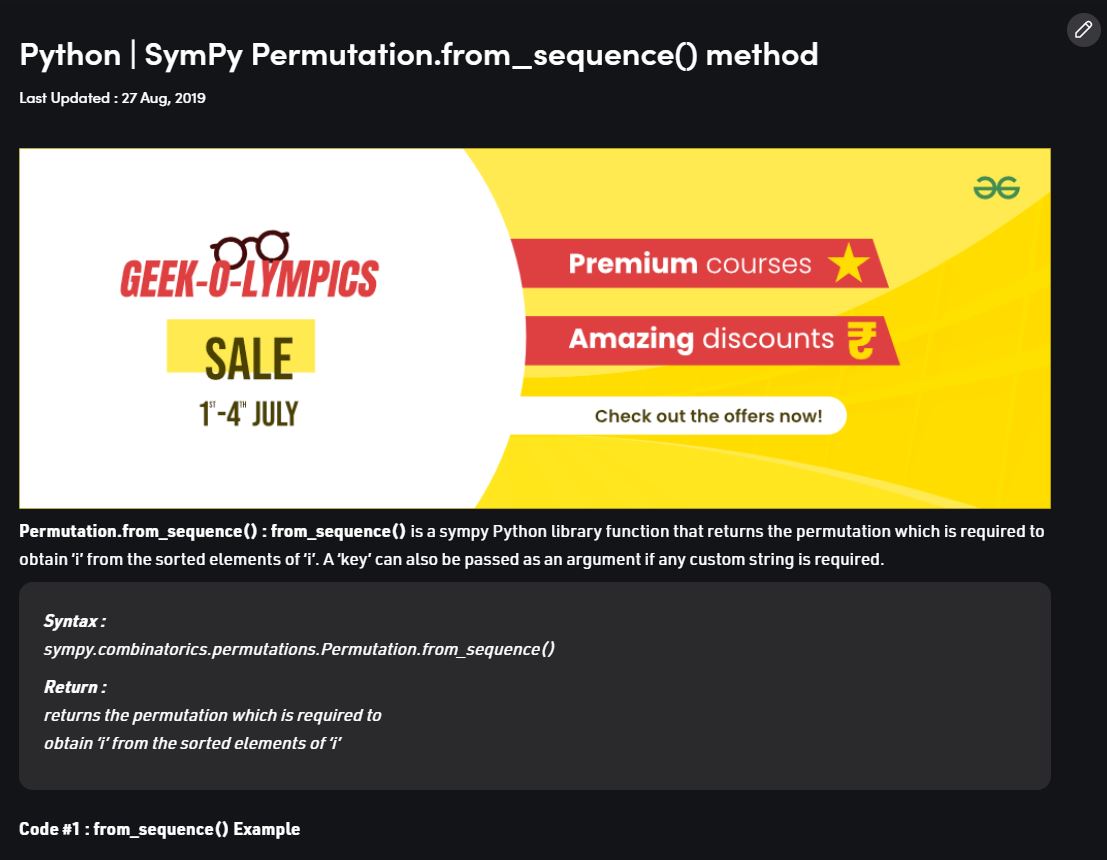 Python | SymPy Permutation.from_sequence() method
Last Updated : 27 Aug, 2019
GEEK-O-LYMPICS
SALE
1ST-4TH JULY
Premium courses
Amazing discounts
Check out the offers now!
Permutation.from_sequence() : from_sequence() is a sympy Python library function that returns the permutation which is required to
obtain ‘i’ from the sorted elements of ‘i’. A ‘key’ can also be passed as an argument if any custom string is required.
Syntax :
sympy.combinatorics.permutations.Permutation.from_sequence()
Return :
returns the permutation which is required to
obtain ‘i’ from the sorted elements of ‘i’
Code #1 : from_sequence() Example